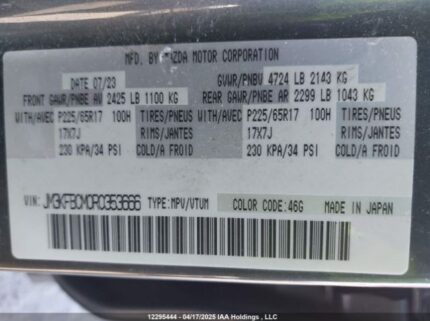 MFD. BY MAZDA MOTOR CORPORATION
DATE 07/23 GVWR/PNBV 4724 LB 2143 KG
FRONT GAWR/PNBE AV 2425 LB 1100 KG REAR GAWR/PNBE AR 2299 LB 1043 KG
WITH/AVEC P225/65R17 100H TIRES/PNEUS WITH/AVEC P225/65R17 100H TIRES/PNEUS
17X7J RIMS/JANTES 17X7J RIMS/JANTES
230 KPA/34 PSI COLD/A FROID 230 KPA/34 PSI COLD/A FROID
VIN: JM3KFBCM0R0353666 TYPE:MPV/VTUM COLOR CODE:46G MADE IN JAPAN
12295444 - 04/17/2025 IAA Holdings , LLC